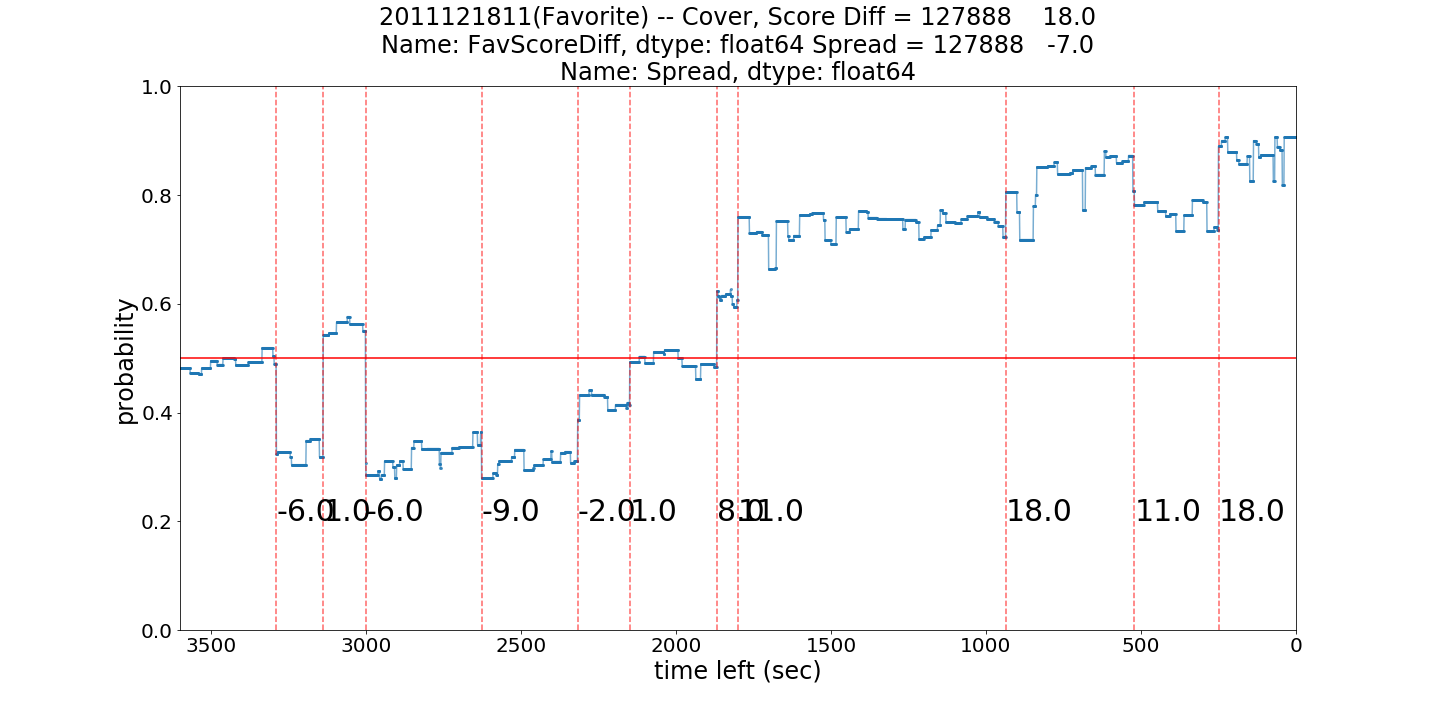 2011121811(Favorite) -- Cover, Score Diff = 127888    18.0
Name: FavScoreDiff, dtype: float64 Spread = 127888   -7.0
Name: Spread, dtype: float64
1.0
0.8
0.6
0.4
0.2
0.0
probability
-6.0 1.0 -6.0 -9.0 -2.0 1.0 8.0 11.0 18.0 11.0 18.0
3500 3000 2500 2000 1500 1000 500 0
time left (sec)